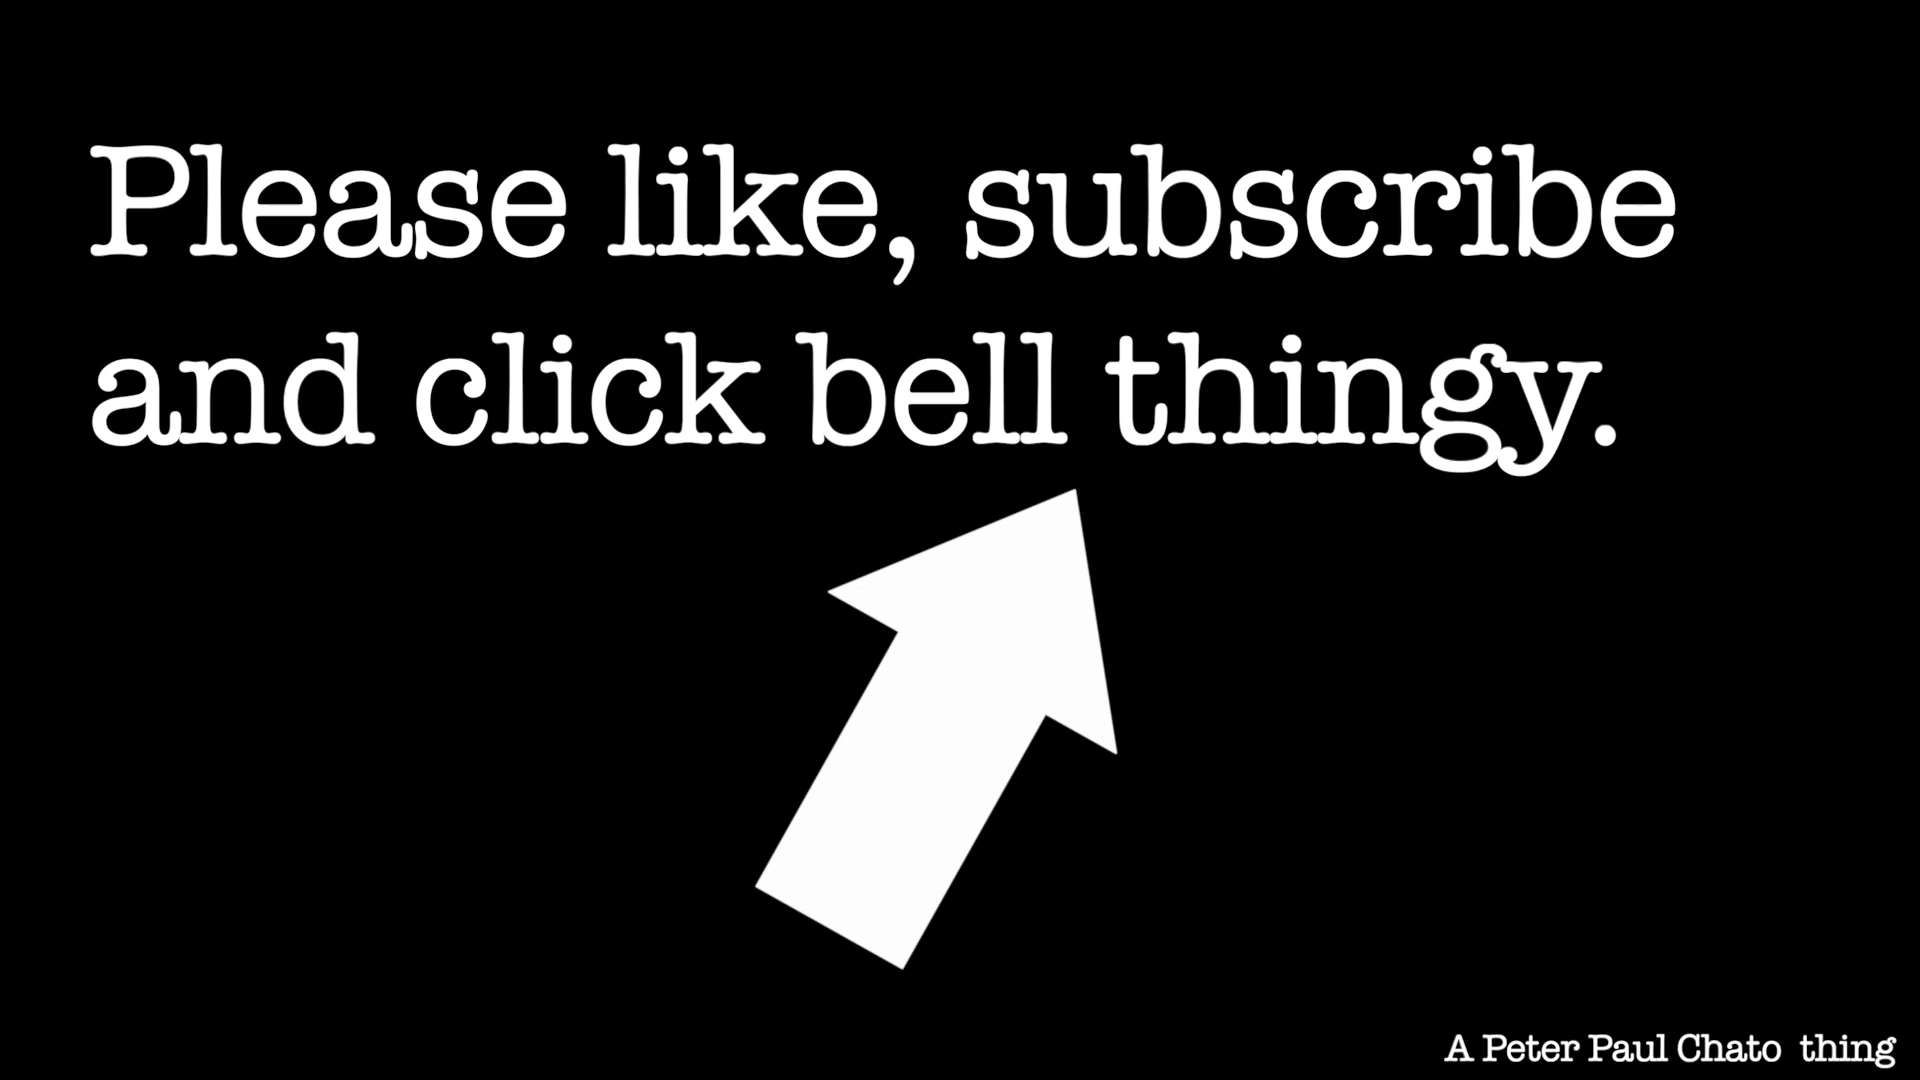 Please like, subscribe
and click bell thingy.
A Peter Paul Chato thing